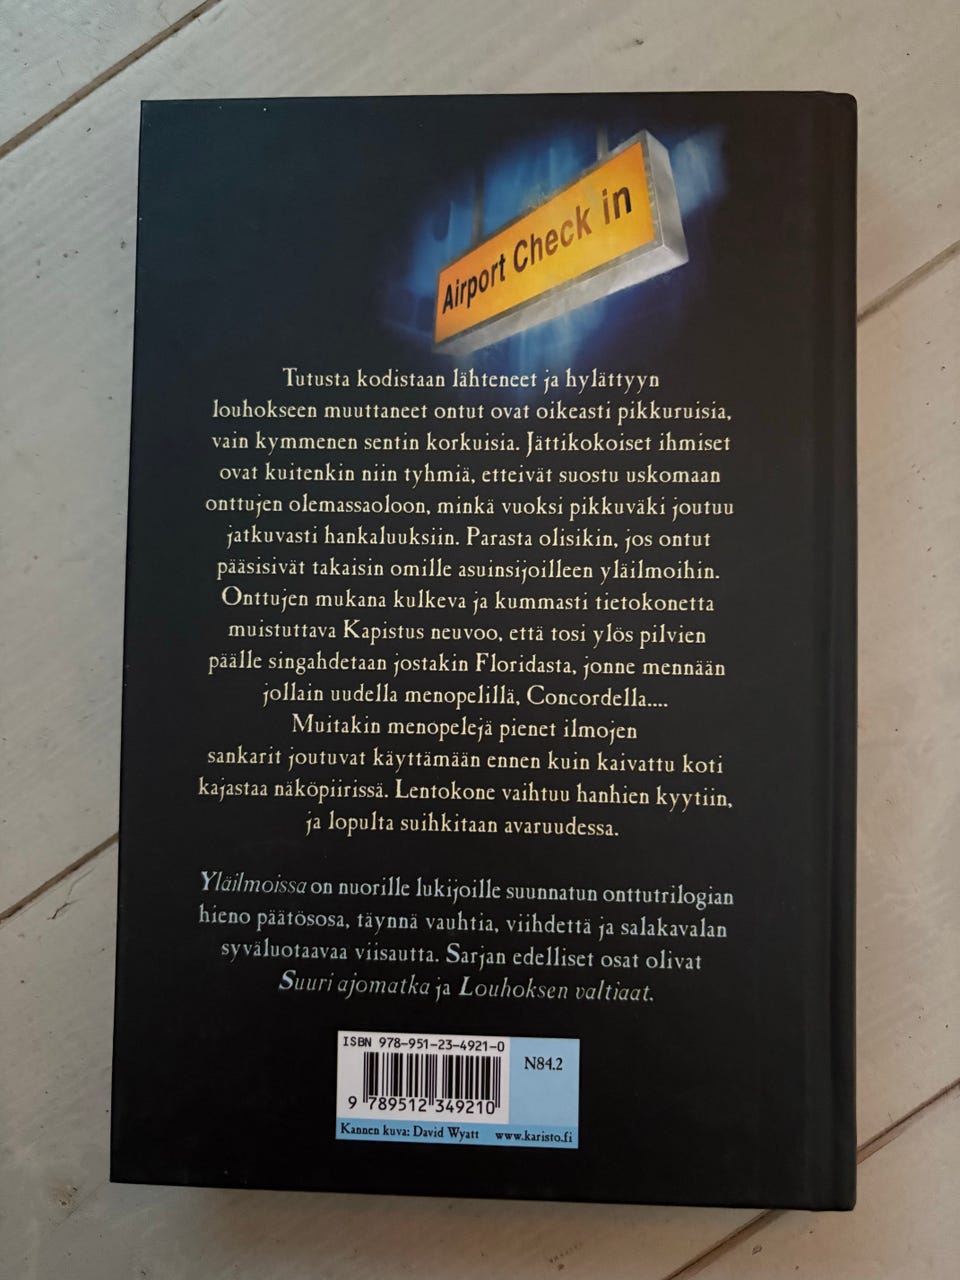 Airport Check in
Tutusta kodistaan lähteneet ja hylättyyn
louhokseen muuttaneet ontut ovat oikeasti pikkuruisia,
vain kymmenen sentin korkuisia. Jättikokoiset ihmiset
ovat kuitenkin niin tyhmiä, etteivät suostu uskomaan
onttujen olemassaoloon, minkä vuoksi pikkuväki joutuu
jatkuvasti hankaluuksiin. Parasta olisikin, jos ontut
pääsisivät takaisin omille asuinsijoilleen yläilmoihin.
Onttujen mukana kulkeva ja kummasti tietokonetta
muistuttava Kapistus neuvoo, että tosi ylös pilvien
päälle singahdetaan jostakin Floridasta, jonne mennään
jollain uudella menopelillä, Concordella....
Muitakin menopelejä pienet ilmojen
sankarit joutuvat käyttämään ennen kuin kaivattu koti
kajastaa näköpiirissä. Lentokone vaihtuu hanhien kyytiin,
ja lopulta suihkitaan avaruudessa.
Yläilmoissa on nuorille lukijoille suunnatun onttutrilogian
hieno päätösosa, täynnä vauhtia, viihdettä ja salakavalan
syväluotaavaa viisautta. Sarjan edelliset osat olivat
Suuri ajomatka ja Louhoksen valtiaat.
ISBN 978-951-23-4921-0
N84.2
9 789512 349210
Kannen kuva: David Wyatt www.karisto.fi